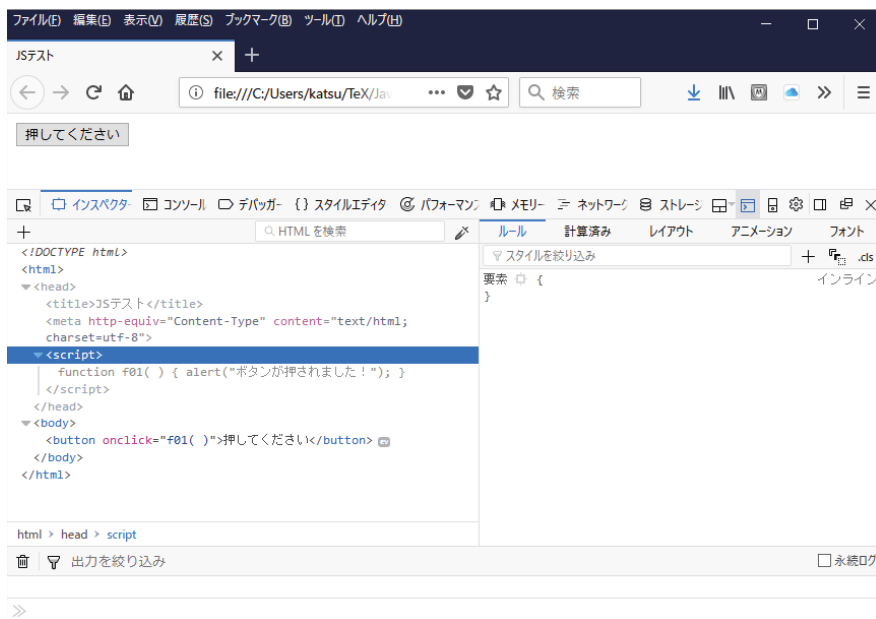 ファイル(F) 編集(E) 表示(V) 履歴(S) ブックマーク(B) ツール(T) ヘルプ(H)
JSテスト
file:///C:/Users/katsu/TeX/Jav
検索
押してください
インスペクター コンソール デバッガー {} スタイルエディタ パフォーマンス メモリー ネットワーク ストレージ
HTML を検索
ルール 計算済み レイアウト アニメーション フォント
スタイルを絞り込み
.cls
<!DOCTYPE html>
<html>
<head>
<title>JSテスト</title>
<meta http-equiv="Content-Type" content="text/html;
charset=utf-8">
<script>
function f01( ) { alert("ボタンが押されました！"); }
</script>
</head>
<body>
<button onclick="f01( )">押してください</button> ev
</body>
</html>
要素 { インライン
}
html > head > script
出力を絞り込み
永続ログ